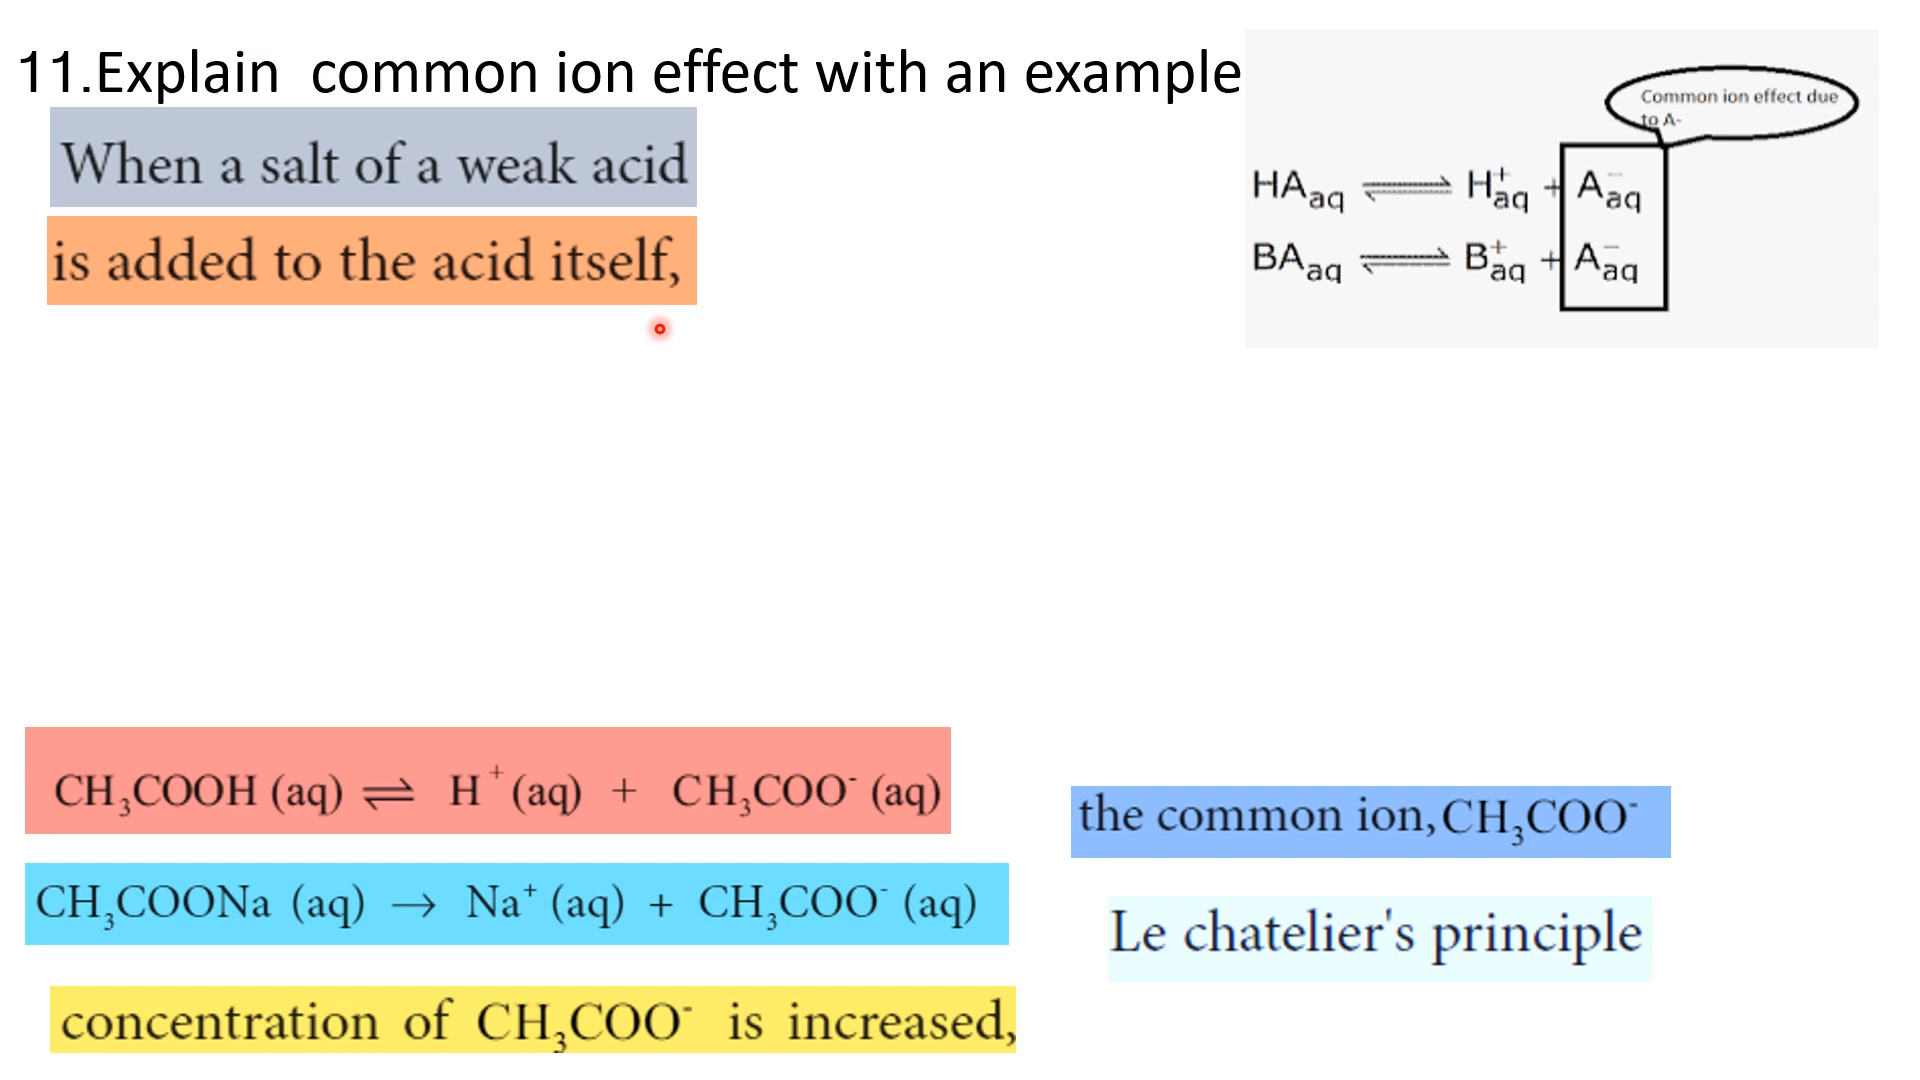 11.Explain common ion effect with an example
Common ion effect due
to A-
When a salt of a weak acid
is added to the acid itself,
HAaq ⇌ H⁺aq + A⁻aq
BAaq ⇌ B⁺aq + A⁻aq
CH₃COOH (aq) ⇌ H⁺ (aq) + CH₃COO⁻ (aq)
the common ion, CH₃COO⁻
CH₃COONa (aq) → Na⁺ (aq) + CH₃COO⁻ (aq)
Le chatelier's principle
concentration of CH₃COO⁻ is increased,